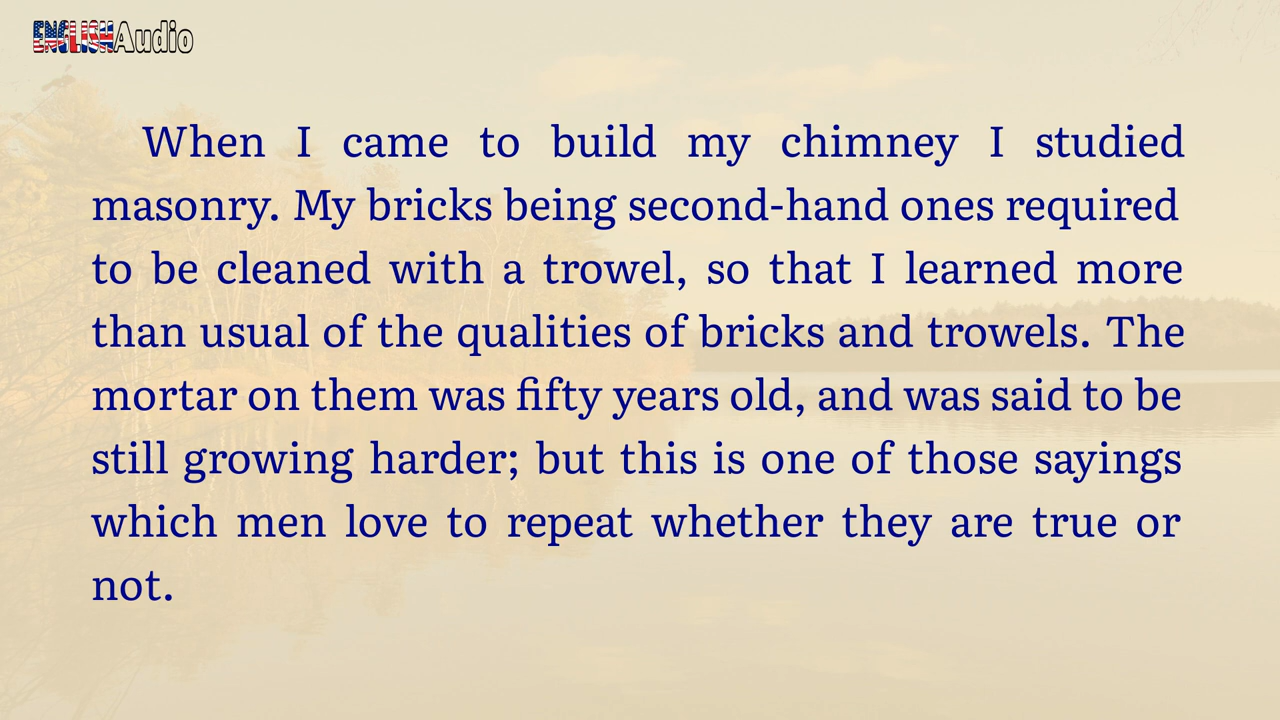 ENGLISHAudio
When I came to build my chimney I studied
masonry. My bricks being second-hand ones required
to be cleaned with a trowel, so that I learned more
than usual of the qualities of bricks and trowels. The
mortar on them was fifty years old, and was said to be
still growing harder; but this is one of those sayings
which men love to repeat whether they are true or
not.